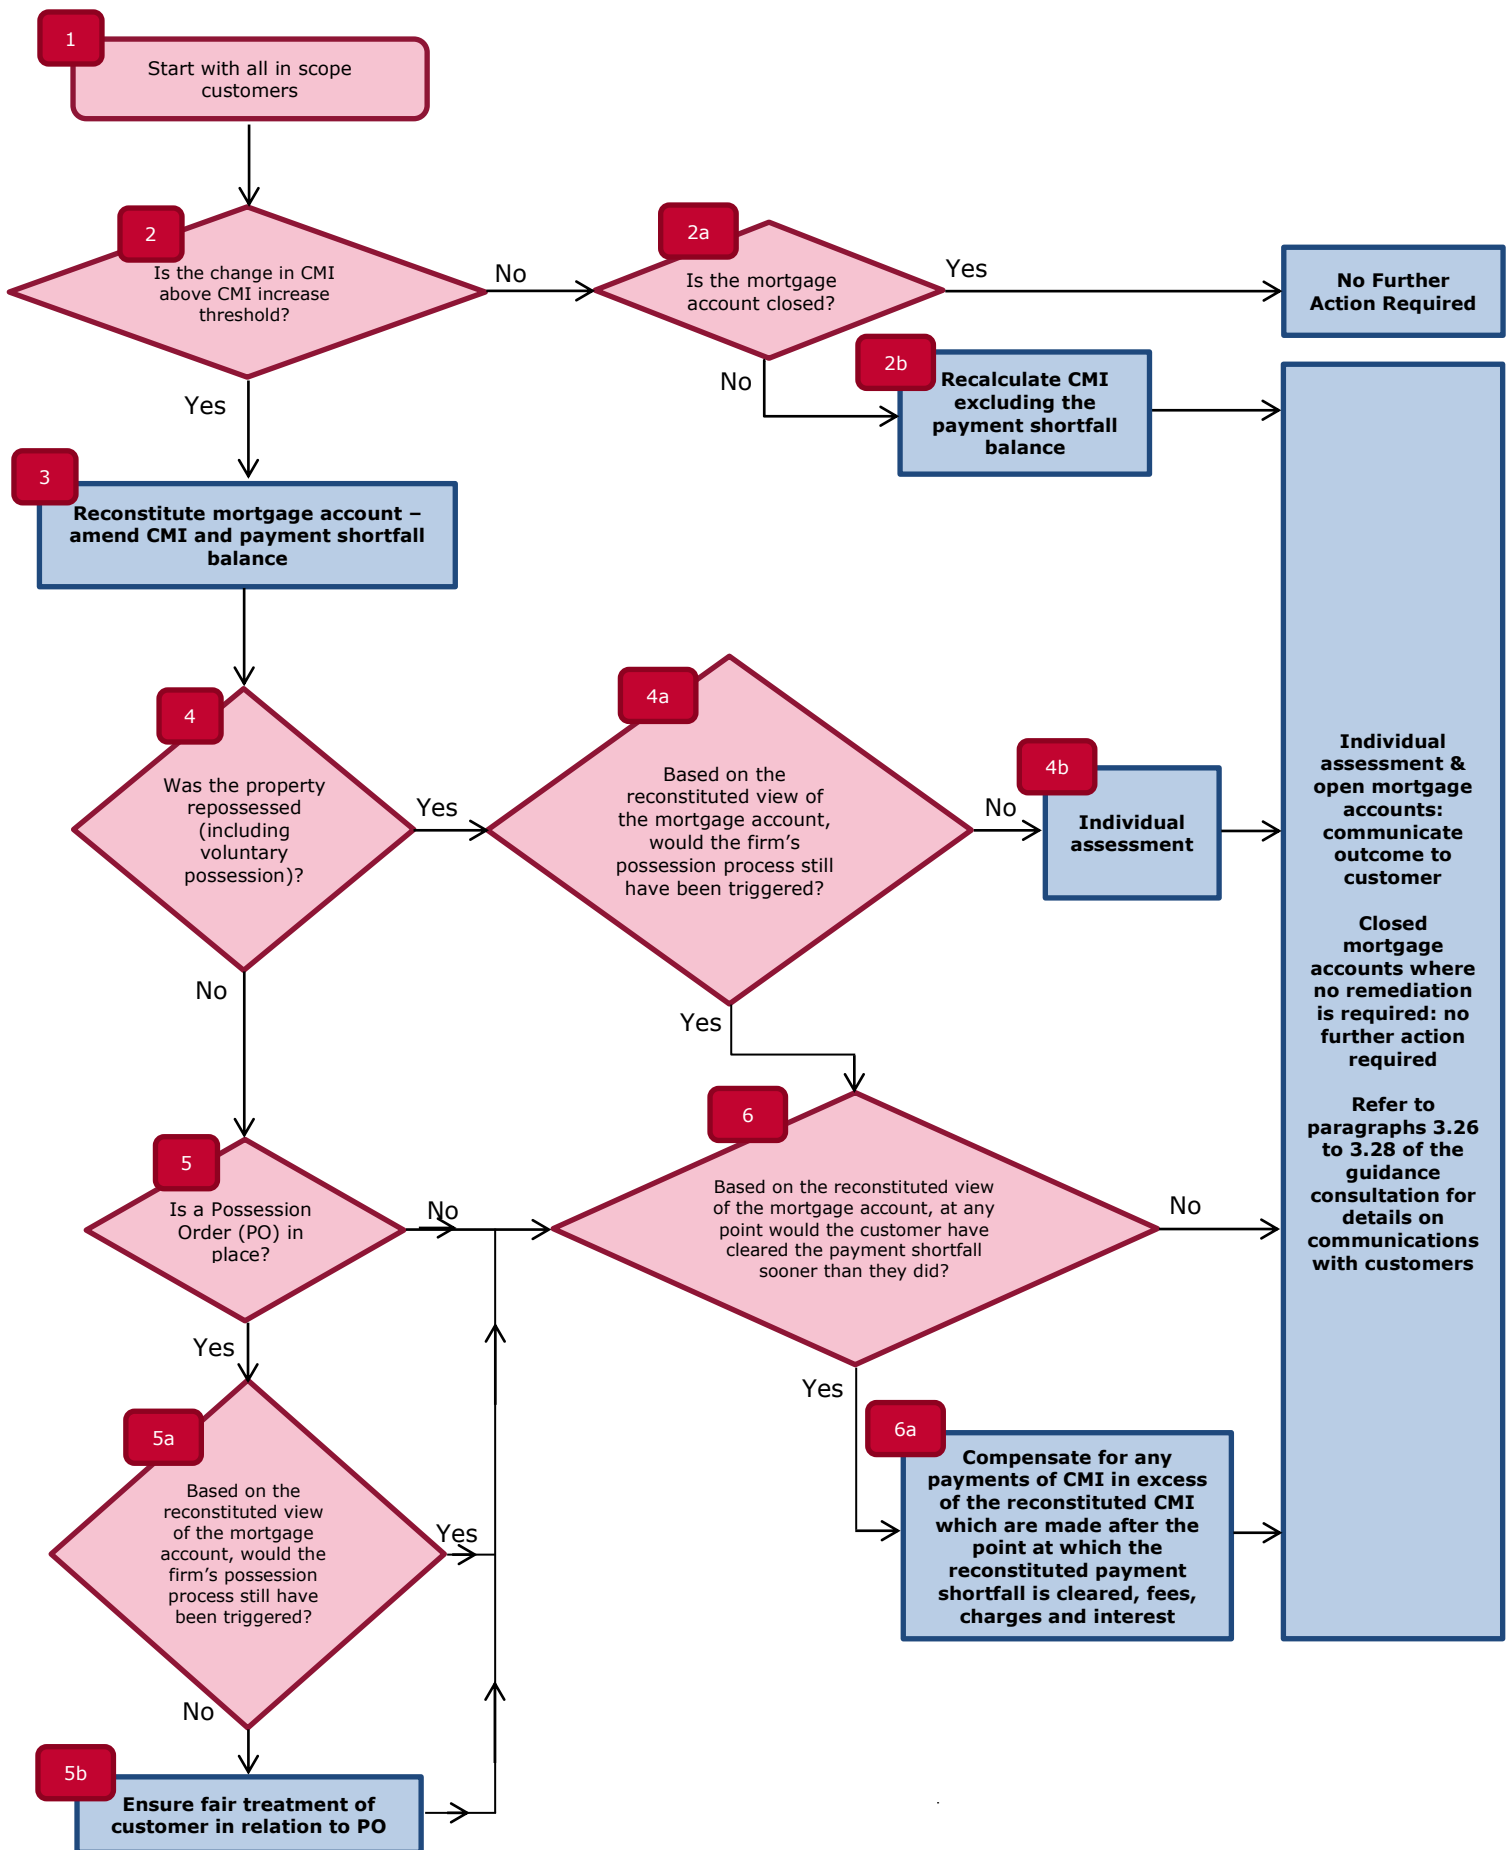 1
Start with all in scope
customers
2
Is the change in CMI
above CMI increase
threshold?
No
2a
Is the mortgage
account closed?
Yes
No Further
Action Required
No
2b
Recalculate CMI
excluding the
payment shortfall
balance
Yes
3
Reconstitute mortgage account –
amend CMI and payment shortfall
balance
4
Was the property
repossessed
(including
voluntary
possession)?
Yes
4a
Based on the
reconstituted view of
the mortgage account,
would the firm’s
possession process still
have been triggered?
No
4b
Individual
assessment
Individual
assessment &
open mortgage
accounts:
communicate
outcome to
customer
Closed
mortgage
accounts where
no remediation
is required: no
further action
required
Refer to
paragraphs 3.26
to 3.28 of the
guidance
consultation for
details on
communications
with customers
No
Yes
5
Is a Possession
Order (PO) in
place?
No
6
Based on the reconstituted view
of the mortgage account, at any
point would the customer have
cleared the payment shortfall
sooner than they did?
No
Yes
Yes
5a
Based on the
reconstituted view
of the mortgage
account, would the
firm’s possession
process still have
been triggered?
Yes
6a
Compensate for any
payments of CMI in excess
of the reconstituted CMI
which are made after the
point at which the
reconstituted payment
shortfall is cleared, fees,
charges and interest
No
5b
Ensure fair treatment of
customer in relation to PO